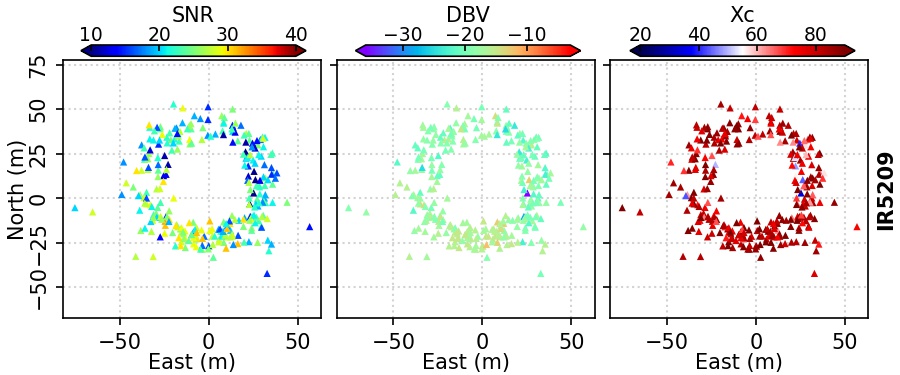 SNR DBV Xc
10 20 30 40 −30 −20 −10 20 40 60 80
75
50
25
0
−25
−50
North (m)
−50 0 50 −50 0 50 −50 0 50
East (m) East (m) East (m)
IR5209